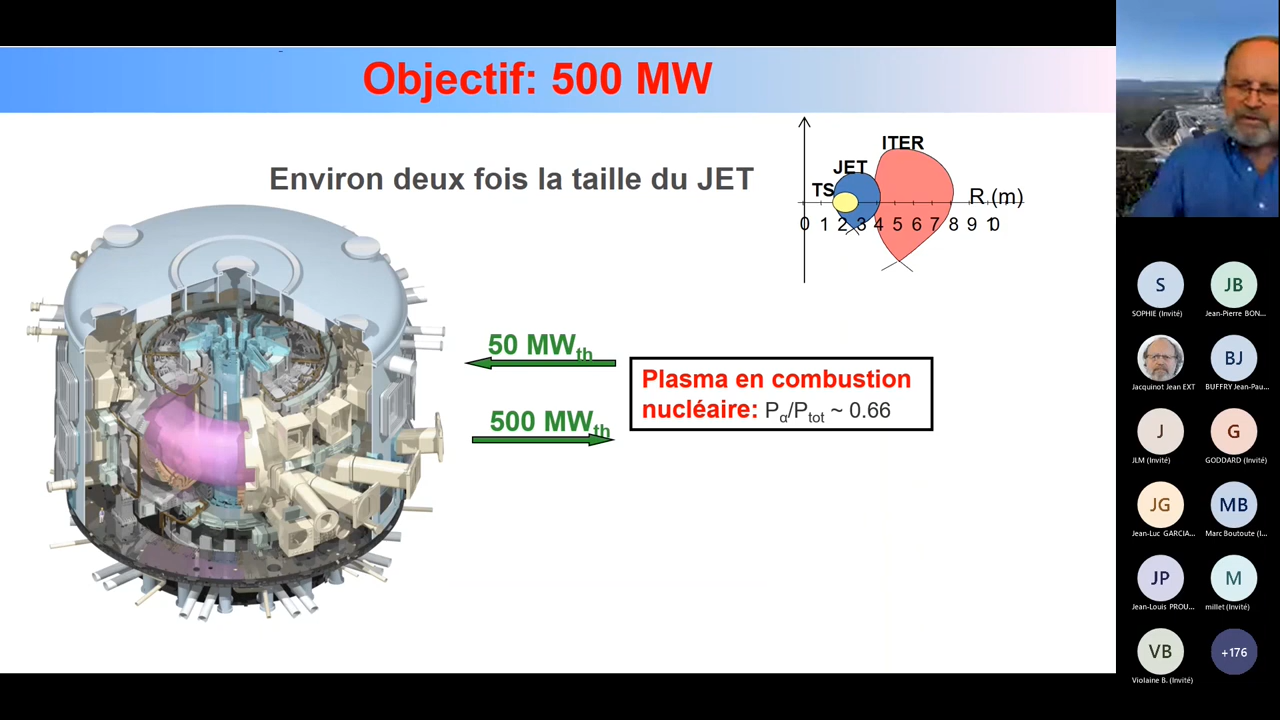 Objectif: 500 MW
Environ deux fois la taille du JET
ITER
JET
TS
R (m)
0 1 2 3 4 5 6 7 8 9 10
50 MWth
500 MWth
Plasma en combustion
nucléaire: Pα/Ptot ~ 0.66
S
SOPHIE (Invité)
JB
Jean-Pierre BON...
Jacquinot Jean EXT
BJ
BUFFRY Jean-Pau...
J
JLM (Invité)
G
GODDARD (Invité)
JG
Jean-Luc GARCIA...
MB
Marc Boutoute (I...
JP
Jean-Louis PROU...
M
millet (Invité)
VB
Violaine B. (Invité)
+176